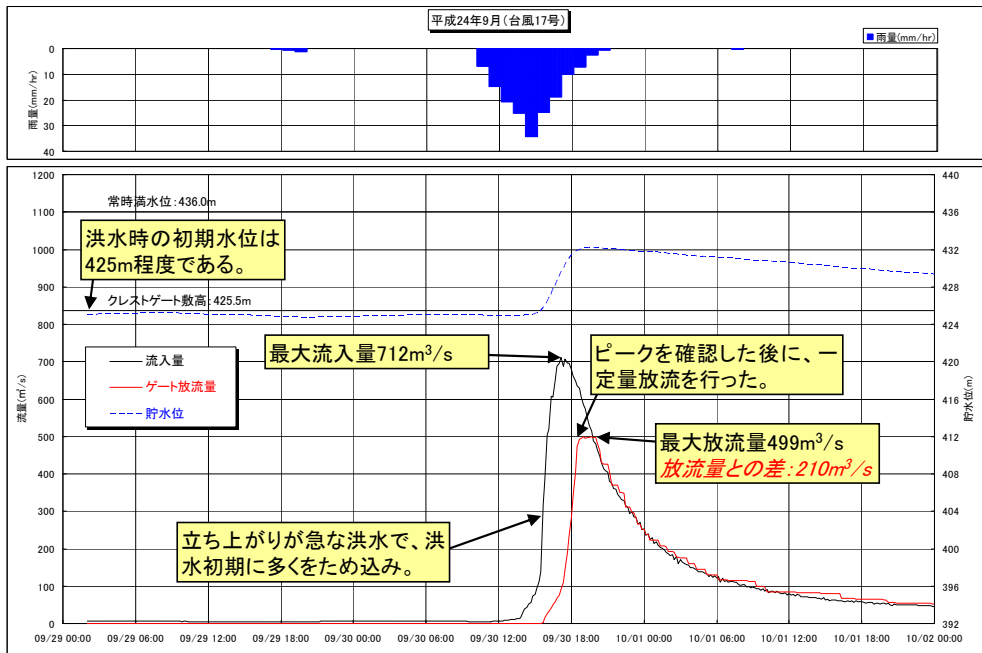 平成24年9月(台風17号)
雨量(mm/hr)
0
10
20
30
40
雨量(mm/hr)
1200
1100
1000
900
800
700
600
500
400
300
200
100
0
流量(m³/s)
440
436
432
428
424
420
416
412
408
404
400
396
392
貯水位(m)
常時満水位:436.0m
洪水時の初期水位は
425m程度である。
クレストゲート敷高:425.5m
流入量
ゲート放流量
貯水位
最大流入量712m³/s
ピークを確認した後に、一
定量放流を行った。
最大放流量499m³/s
放流量との差:210m³/s
立ち上がりが急な洪水で、洪
水初期に多くをため込み。
09/29 00:00 09/29 06:00 09/29 12:00 09/29 18:00 09/30 00:00 09/30 06:00 09/30 12:00 09/30 18:00 10/01 00:00 10/01 06:00 10/01 12:00 10/01 18:00 10/02 00:00